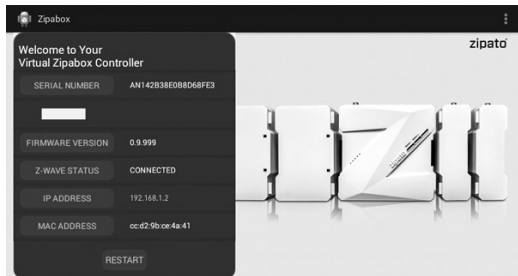 Zipabox
Welcome to Your
Virtual Zipabox Controller
SERIAL NUMBER AN142B38E0B8D68FE3
FIRMWARE VERSION 0.9.999
Z-WAVE STATUS CONNECTED
IP ADDRESS 192.168.1.2
MAC ADDRESS cc:d2:9b:ce:4a:41
RESTART
zipato